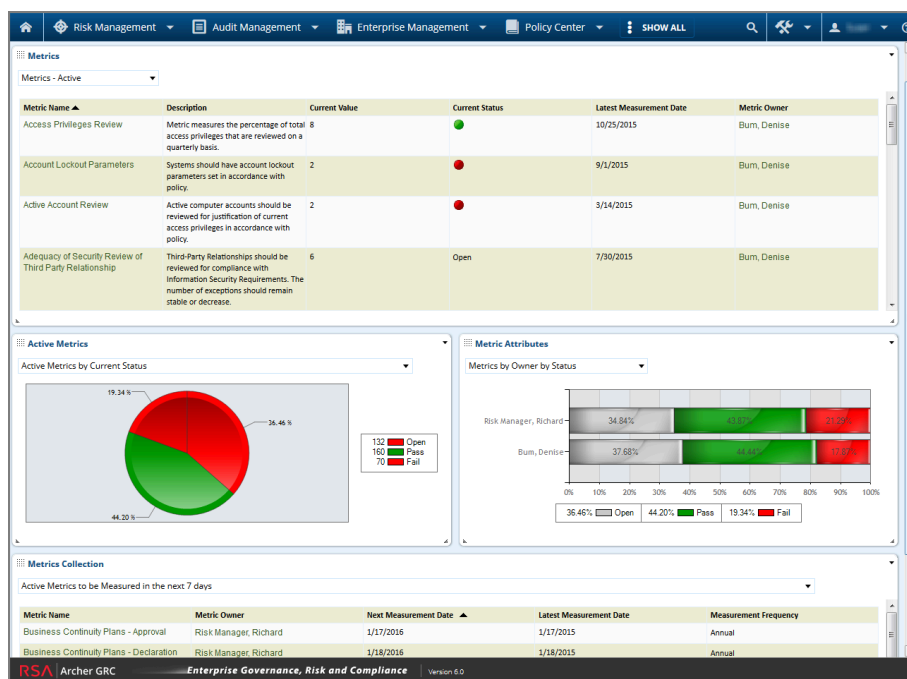 Risk Management Audit Management Enterprise Management Policy Center SHOW ALL
Metrics
Metrics - Active
Metric Name Description Current Value Current Status Latest Measurement Date Metric Owner
Access Privileges Review Metric measures the percentage of total 8 10/25/2015 Bum, Denise
access privileges that are reviewed on a
quarterly basis.
Account Lockout Parameters Systems should have account lockout 2 9/1/2015 Bum, Denise
parameters set in accordance with
policy.
Active Account Review Active computer accounts should be 2 3/14/2015 Bum, Denise
reviewed for justification of current
access privileges in accordance with
policy.
Adequacy of Security Review of Third-Party Relationships should be 6 Open 7/30/2015 Bum, Denise
Third Party Relationship reviewed for compliance with
Information Security Requirements. The
number of exceptions should remain
stable or decrease.
Active Metrics
Active Metrics by Current Status
19.34 %
36.46 %
44.20 %
132 Open
160 Pass
70 Fail
Metric Attributes
Metrics by Owner by Status
Risk Manager, Richard 34.84% 43.87% 21.29%
Bum, Denise 37.68% 44.44% 17.87%
0% 10% 20% 30% 40% 50% 60% 70% 80% 90% 100%
36.46% Open 44.20% Pass 19.34% Fail
Metrics Collection
Active Metrics to be Measured in the next 7 days
Metric Name Metric Owner Next Measurement Date Latest Measurement Date Measurement Frequency
Business Continuity Plans - Approval Risk Manager, Richard 1/17/2016 1/17/2015 Annual
Business Continuity Plans - Declaration Risk Manager, Richard 1/18/2016 1/18/2015 Annual
RSA Archer GRC Enterprise Governance, Risk and Compliance Version 6.0